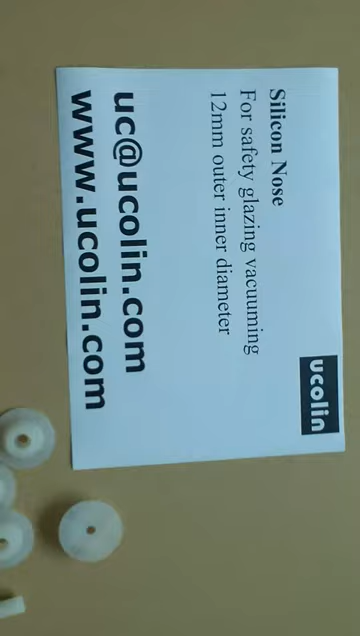 ucolin
Silicon Nose
For safety glazing vacuuming
12mm outer inner diameter
uc@ucolin.com
www.ucolin.com